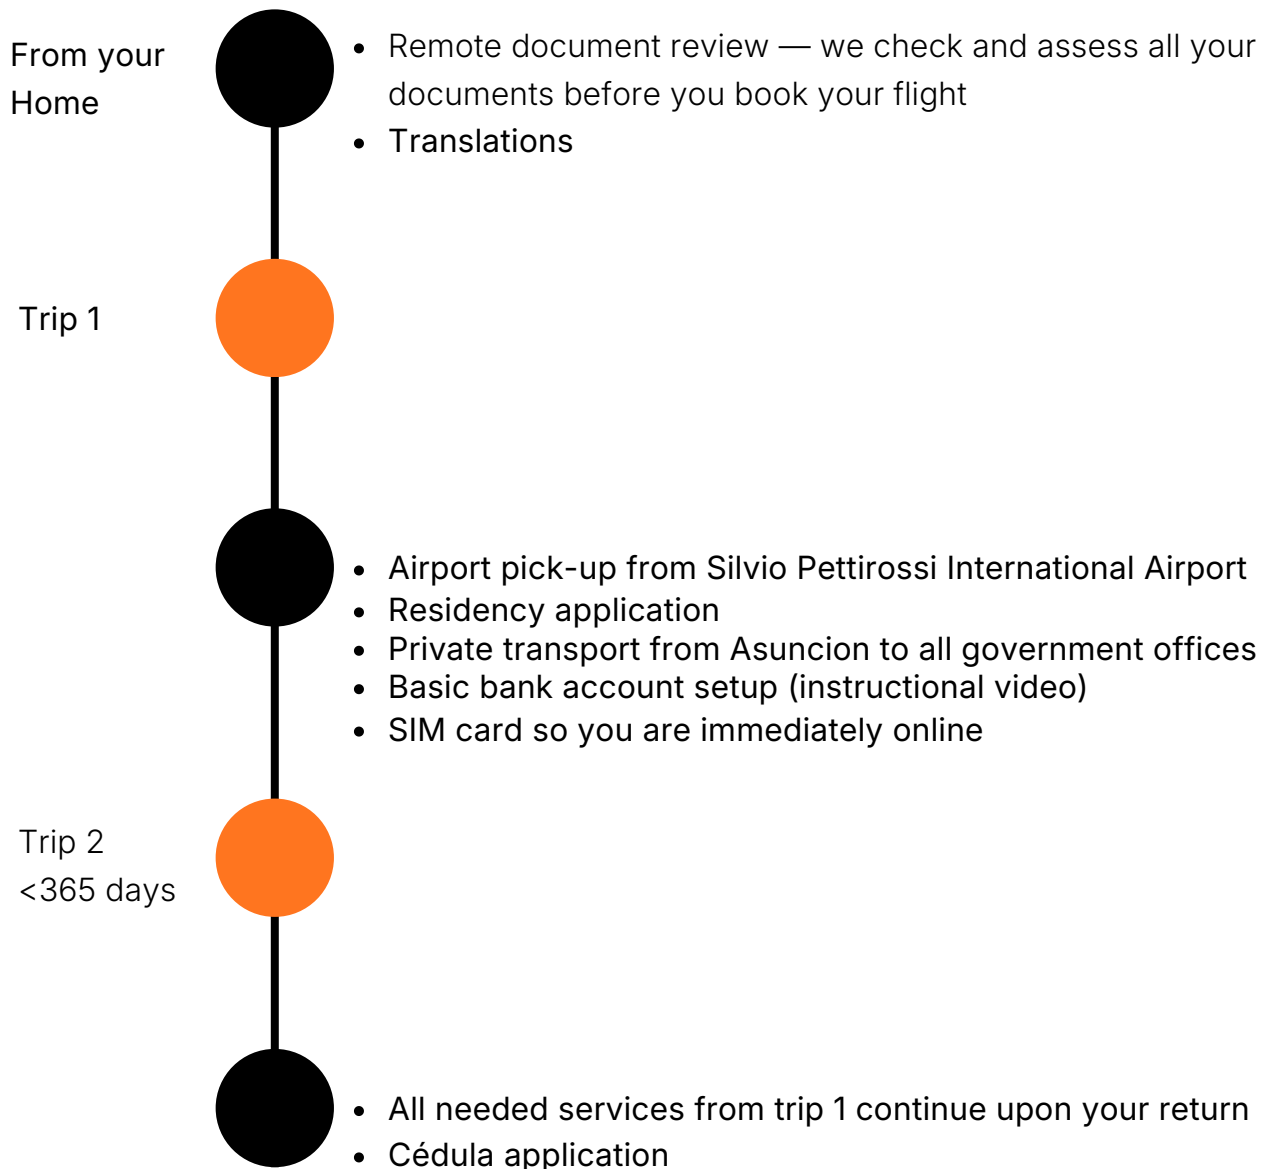 From your
Home
• Remote document review — we check and assess all your
documents before you book your flight
• Translations
Trip 1
• Airport pick-up from Silvio Pettirossi International Airport
• Residency application
• Private transport from Asuncion to all government offices
• Basic bank account setup (instructional video)
• SIM card so you are immediately online
Trip 2
<365 days
• All needed services from trip 1 continue upon your return
• Cédula application